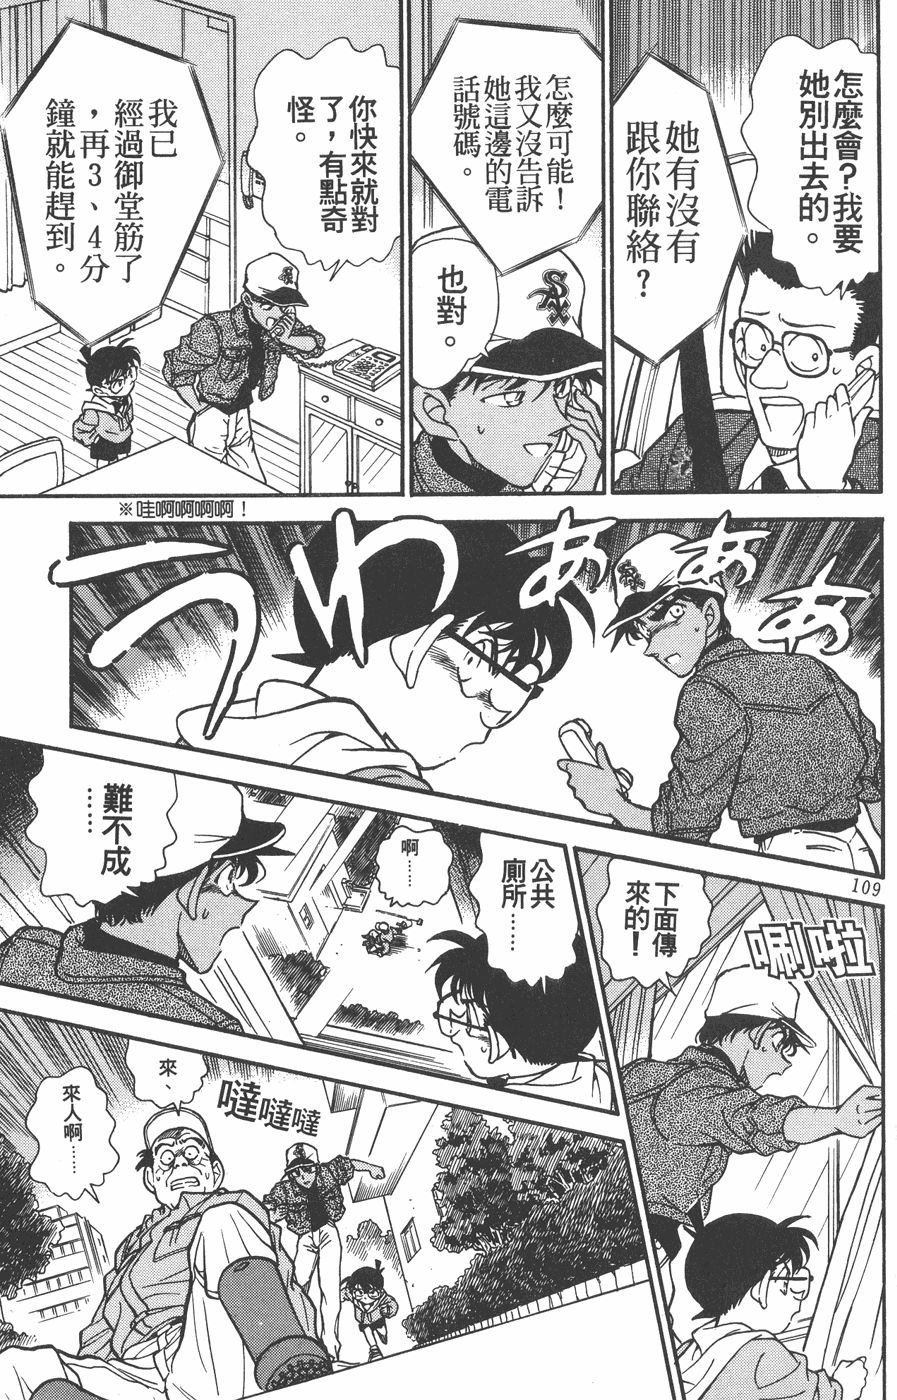 怎麼會？我要
她別出去的。
她有沒有
跟你聯絡？
怎麼可能！
我又沒告訴
她這邊的電
話號碼。
SAX
也對。
你快來就對
了，有點奇
怪。
我已
經過御堂筋了
，再3、4分
鐘就能趕到。
※哇啊啊啊啊！
SAX
あぁ
あぁ
うわ
ー
109
下面傳
來的！
唰啦
公共
廁所……
啊……
難不成
……
噠噠噠
來、
來人啊……